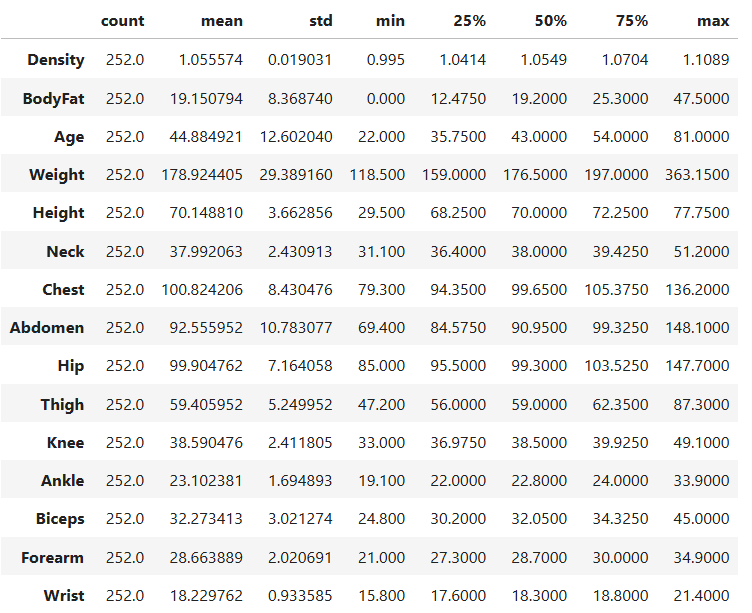 count mean std min 25% 50% 75% max
Density 252.0 1.055574 0.019031 0.995 1.0414 1.0549 1.0704 1.1089
BodyFat 252.0 19.150794 8.368740 0.000 12.4750 19.2000 25.3000 47.5000
Age 252.0 44.884921 12.602040 22.000 35.7500 43.0000 54.0000 81.0000
Weight 252.0 178.924405 29.389160 118.500 159.0000 176.5000 197.0000 363.1500
Height 252.0 70.148810 3.662856 29.500 68.2500 70.0000 72.2500 77.7500
Neck 252.0 37.992063 2.430913 31.100 36.4000 38.0000 39.4250 51.2000
Chest 252.0 100.824206 8.430476 79.300 94.3500 99.6500 105.3750 136.2000
Abdomen 252.0 92.555952 10.783077 69.400 84.5750 90.9500 99.3250 148.1000
Hip 252.0 99.904762 7.164058 85.000 95.5000 99.3000 103.5250 147.7000
Thigh 252.0 59.405952 5.249952 47.200 56.0000 59.0000 62.3500 87.3000
Knee 252.0 38.590476 2.411805 33.000 36.9750 38.5000 39.9250 49.1000
Ankle 252.0 23.102381 1.694893 19.100 22.0000 22.8000 24.0000 33.9000
Biceps 252.0 32.273413 3.021274 24.800 30.2000 32.0500 34.3250 45.0000
Forearm 252.0 28.663889 2.020691 21.000 27.3000 28.7000 30.0000 34.9000
Wrist 252.0 18.229762 0.933585 15.800 17.6000 18.3000 18.8000 21.4000